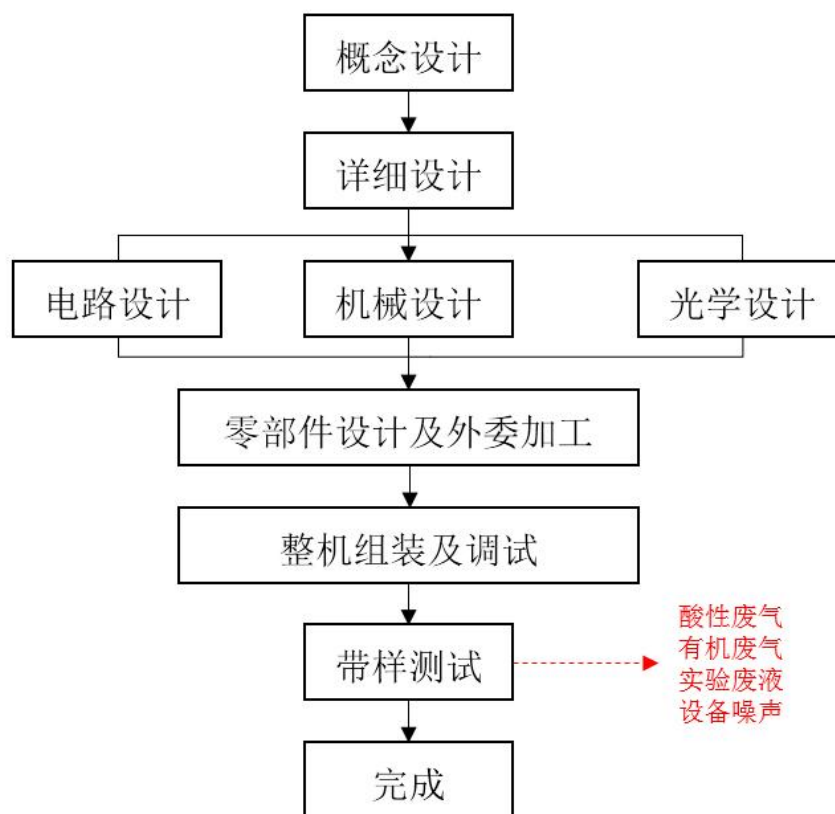 概念设计
详细设计
电路设计
机械设计
光学设计
零部件设计及外委加工
整机组装及调试
带样测试
酸性废气
有机废气
实验废液
设备噪声
完成